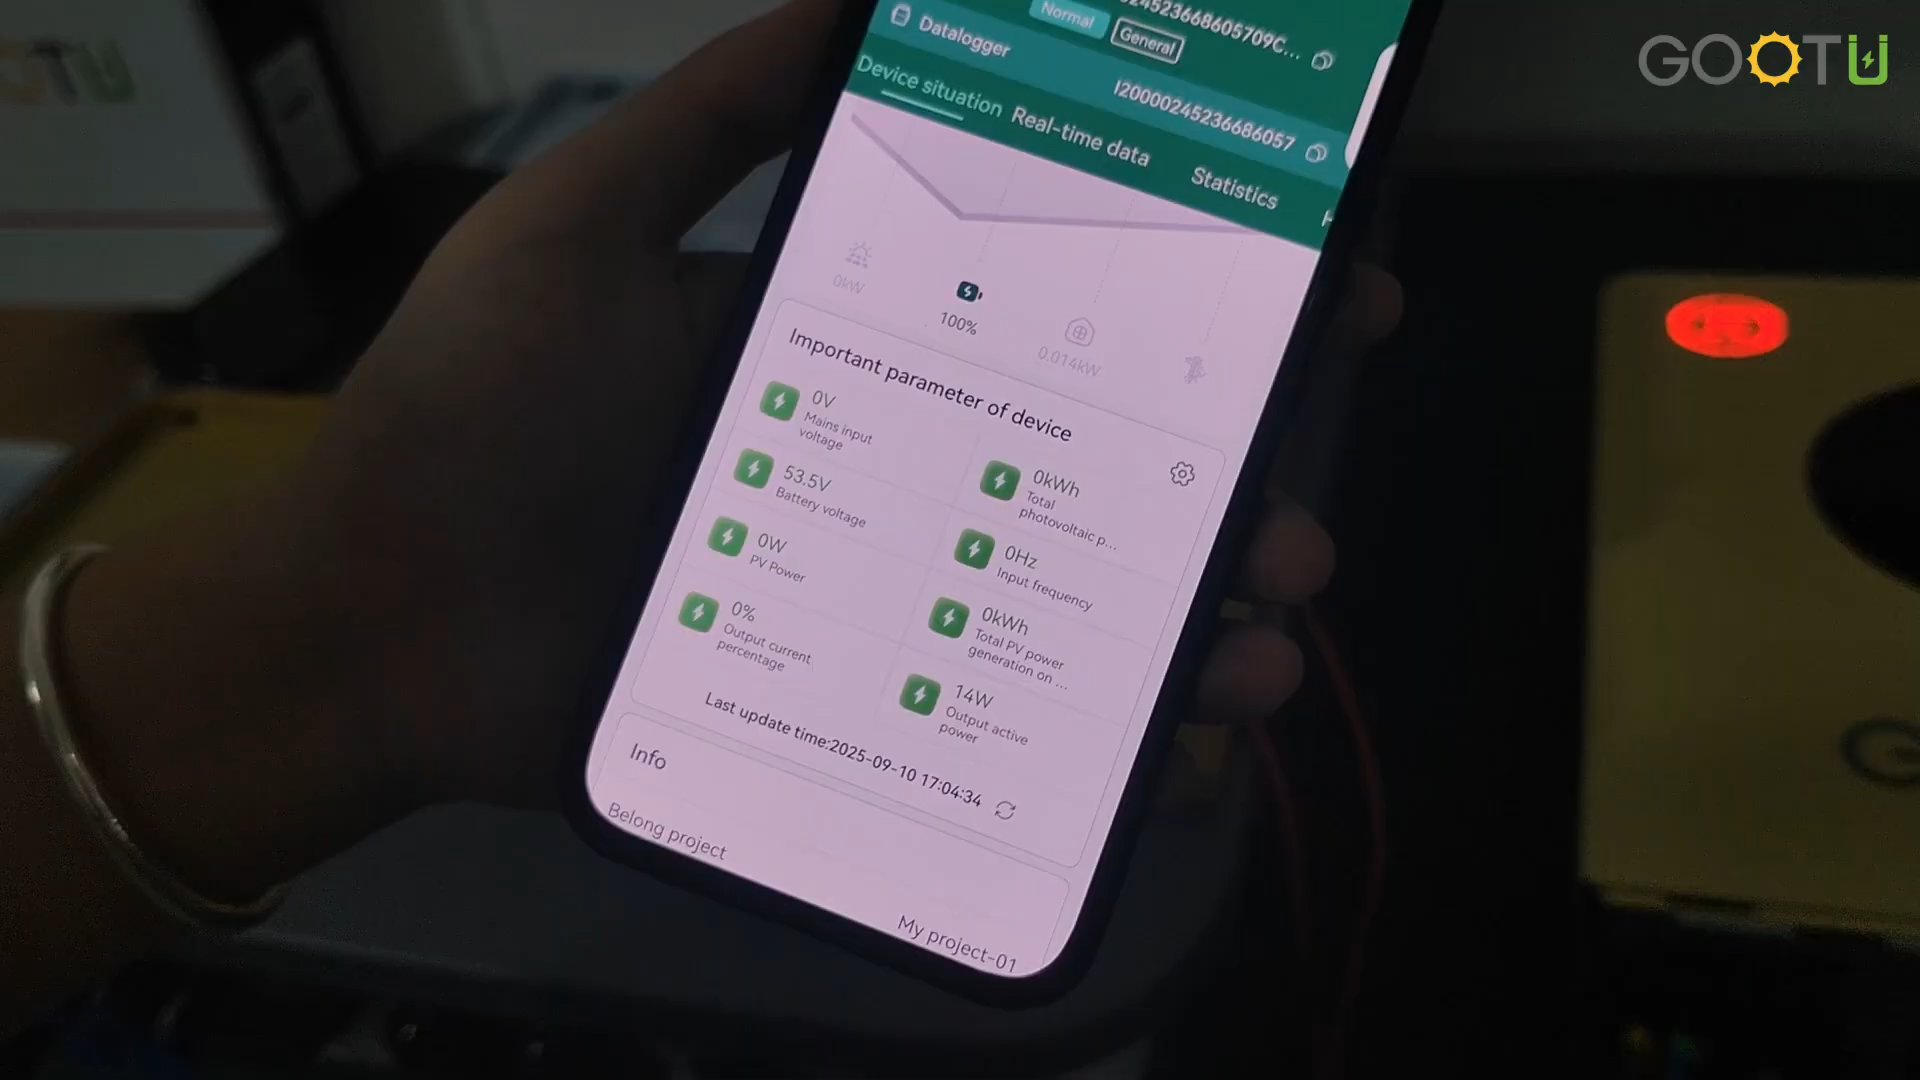 GOOTU
Normal
General
24523668605709C...
Datalogger
I20000245236686057
Device situation
Real-time data
Statistics
0kW
100%
0.014kW
Important parameter of device
0V
Mains input
voltage
0kWh
Total
photovoltaic p...
53.5V
Battery voltage
0Hz
Input frequency
0W
PV Power
0kWh
Total PV power
generation on ...
0%
Output current
percentage
14W
Output active
power
Last update time:2025-09-10 17:04:34
Info
Belong project
My project-01